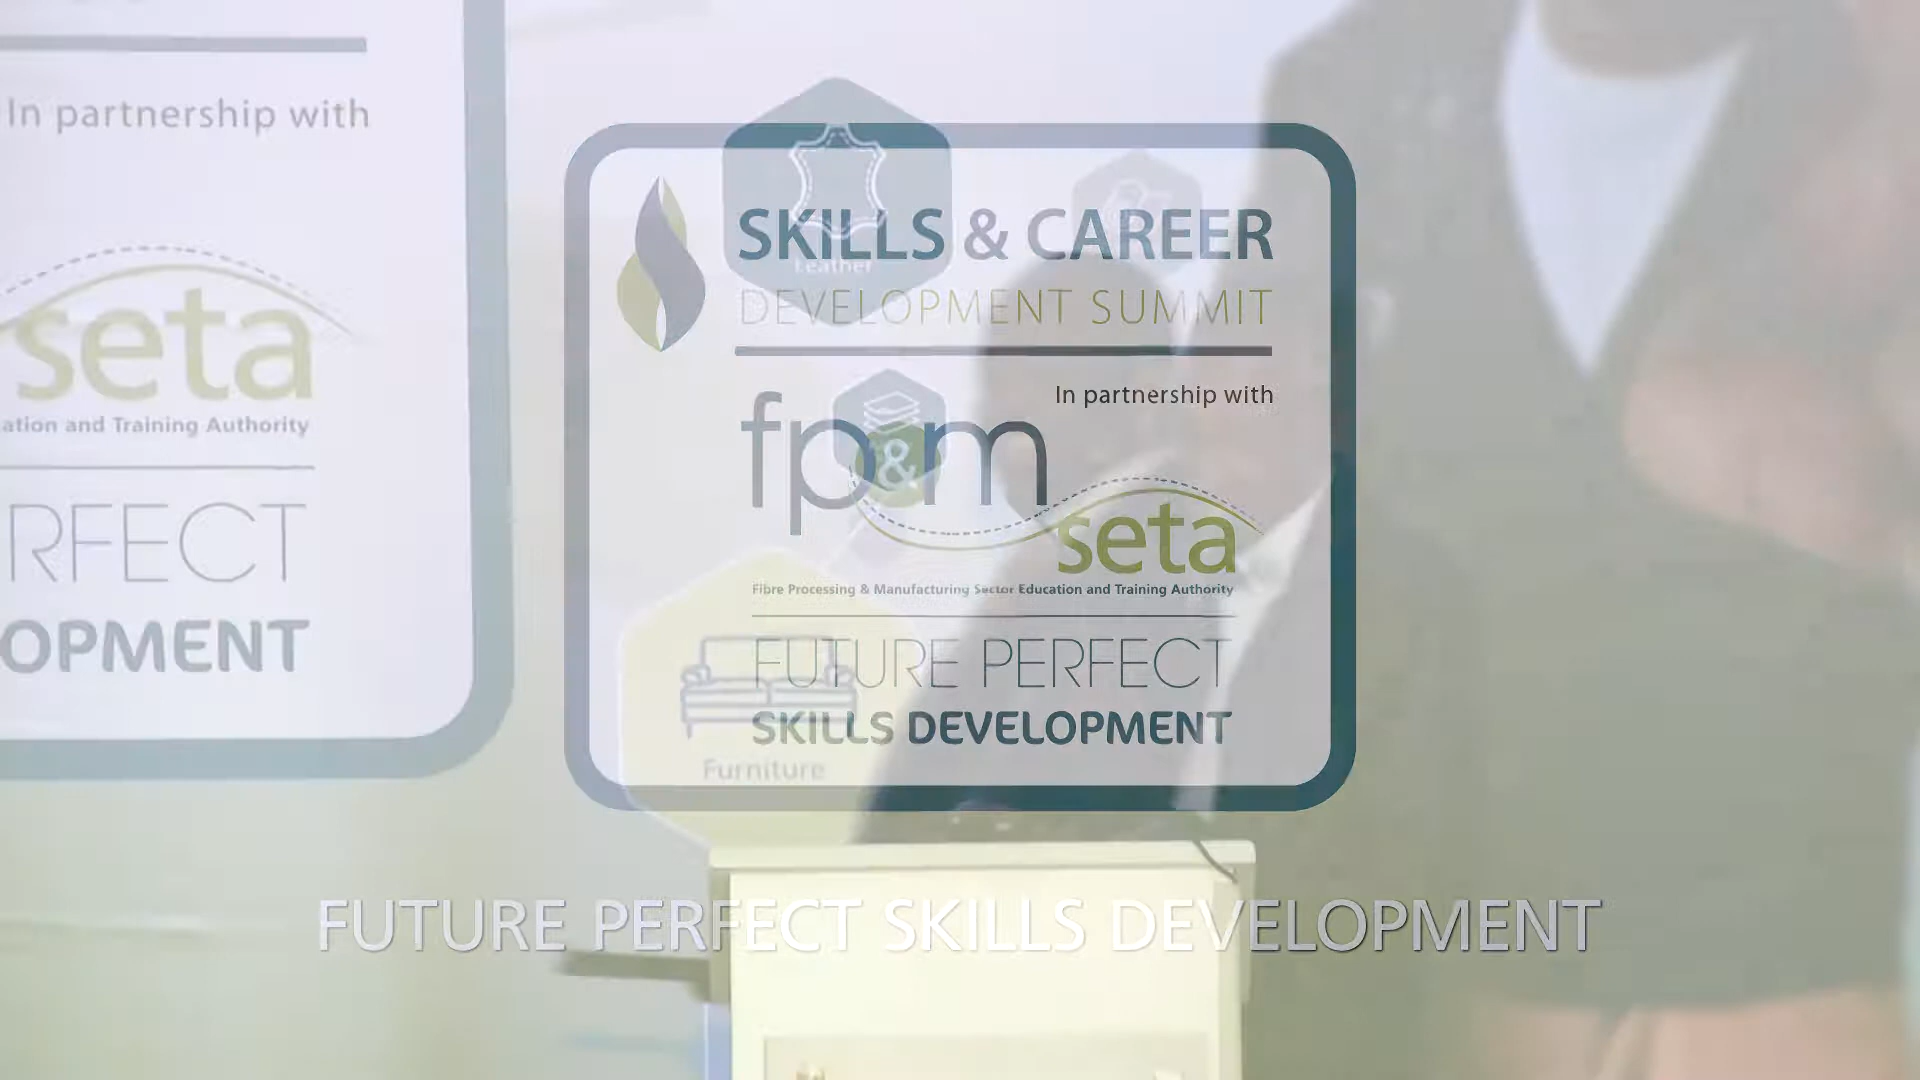 In partnership with
seta
ation and Training Authority
RFECT
OPMENT
Leather
SKILLS & CAREER
DEVELOPMENT SUMMIT
In partnership with
fp&m
seta
Fibre Processing & Manufacturing Sector Education and Training Authority
FUTURE PERFECT
SKILLS DEVELOPMENT
Furniture
FUTURE PERFECT SKILLS DEVELOPMENT